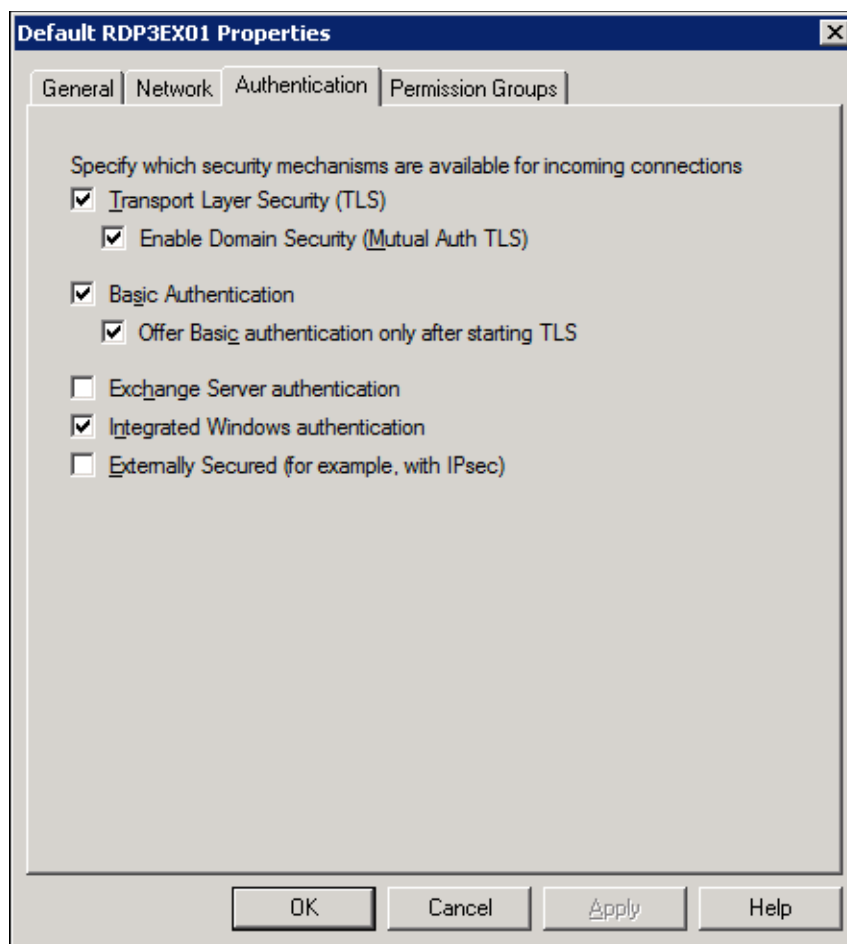 Default RDP3EX01 Properties
General Network Authentication Permission Groups
Specify which security mechanisms are available for incoming connections
Transport Layer Security (TLS)
Enable Domain Security (Mutual Auth TLS)
Basic Authentication
Offer Basic authentication only after starting TLS
Exchange Server authentication
Integrated Windows authentication
Externally Secured (for example, with IPsec)
OK Cancel Apply Help